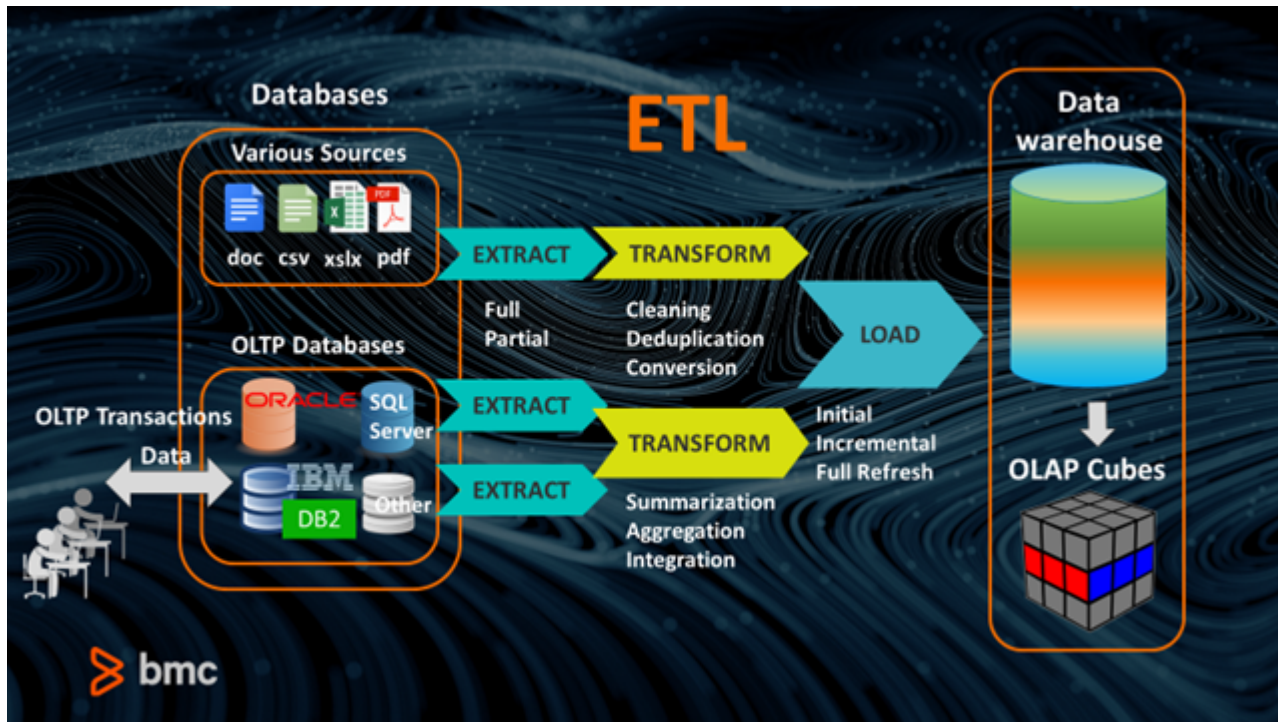 Databases
ETL
Data
warehouse
Various Sources
PDF
X
doc csv xslx pdf
EXTRACT
TRANSFORM
Full
Partial
Cleaning
Deduplication
Conversion
LOAD
OLTP Databases
ORACLE
SQL
Server
OLTP Transactions
Data
IBM
DB2
Other
EXTRACT
EXTRACT
TRANSFORM
Summarization
Aggregation
Integration
Initial
Incremental
Full Refresh
OLAP Cubes
bmc